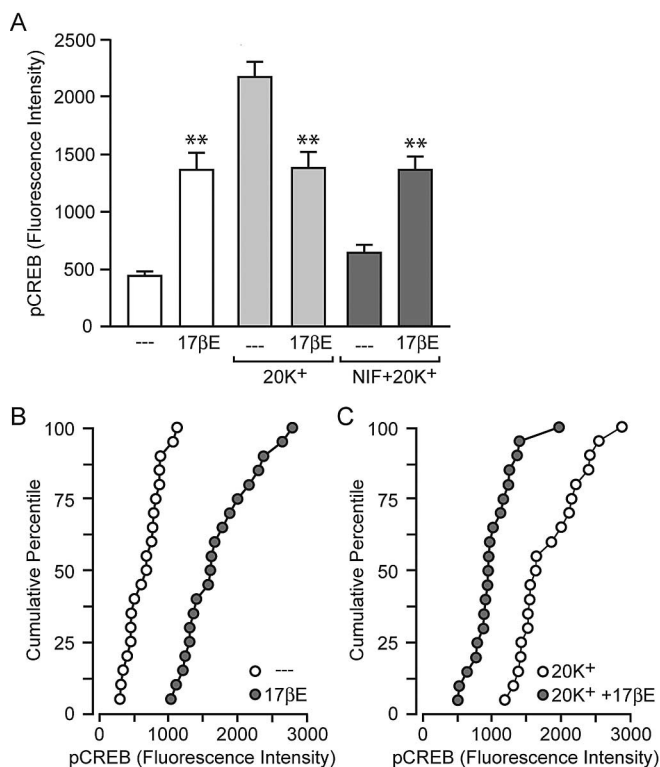 A
pCREB (Fluorescence Intensity)
2500
2000
1500
1000
500
0
** ** **
--- 17βE --- 17βE --- 17βE
20K⁺ NIF+20K⁺
B
Cumulative Percentile
100
75
50
25
0
---
17βE
0 1000 2000 3000
pCREB (Fluorescence Intensity)
C
Cumulative Percentile
100
75
50
25
0
20K⁺
20K⁺ +17βE
0 1000 2000 3000
pCREB (Fluorescence Intensity)